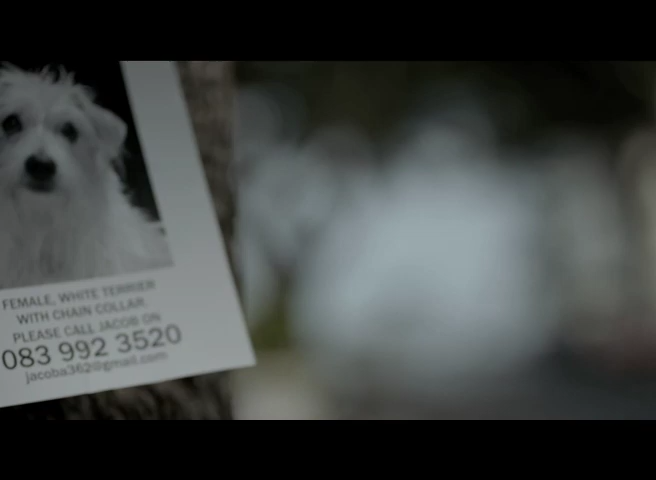 FEMALE, WHITE TERRIER
WITH CHAIN COLLAR.
PLEASE CALL JACOB ON
083 992 3520
jacoba362@gmail.com